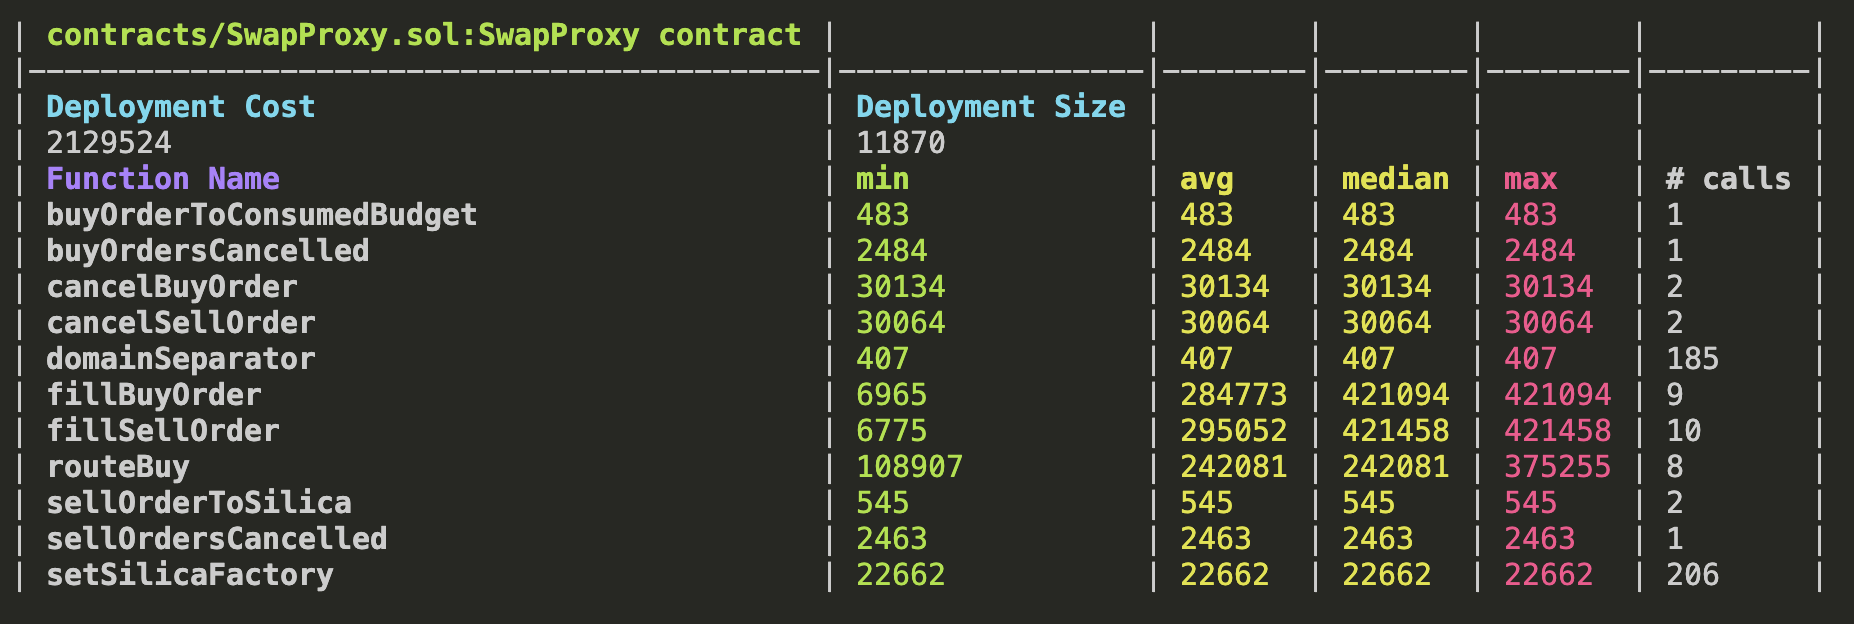 | contracts/SwapProxy.sol:SwapProxy contract | | | | | |
|--------------------------------------------|-----------------|--------|--------|--------|---------|
| Deployment Cost | Deployment Size | | | | |
| 2129524 | 11870 | | | | |
| Function Name | min | avg | median | max | # calls |
| buyOrderToConsumedBudget | 483 | 483 | 483 | 483 | 1 |
| buyOrdersCancelled | 2484 | 2484 | 2484 | 2484 | 1 |
| cancelBuyOrder | 30134 | 30134 | 30134 | 30134 | 2 |
| cancelSellOrder | 30064 | 30064 | 30064 | 30064 | 2 |
| domainSeparator | 407 | 407 | 407 | 407 | 185 |
| fillBuyOrder | 6965 | 284773 | 421094 | 421094 | 9 |
| fillSellOrder | 6775 | 295052 | 421458 | 421458 | 10 |
| routeBuy | 108907 | 242081 | 242081 | 375255 | 8 |
| sellOrderToSilica | 545 | 545 | 545 | 545 | 2 |
| sellOrdersCancelled | 2463 | 2463 | 2463 | 2463 | 1 |
| setSilicaFactory | 22662 | 22662 | 22662 | 22662 | 206 |